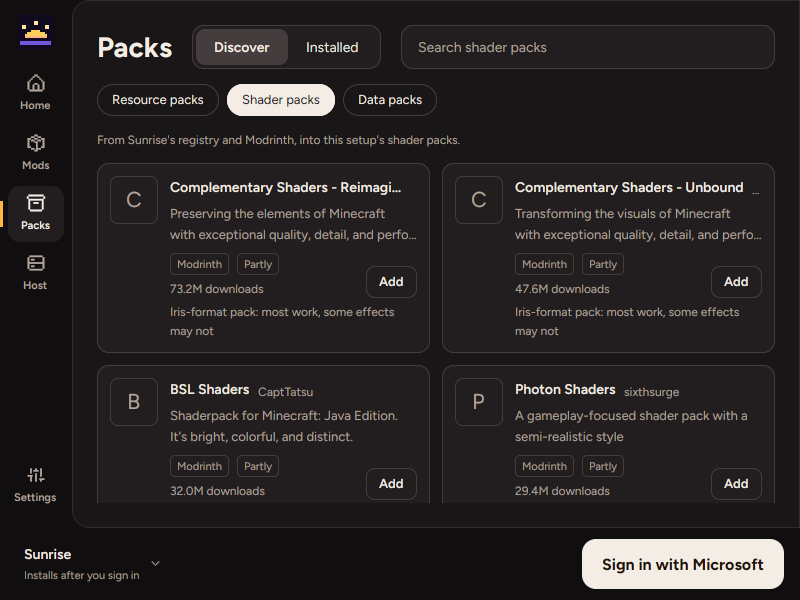 Packs
Discover
Installed
Search shader packs
Home
Mods
Packs
Host
Settings
Resource packs
Shader packs
Data packs
From Sunrise's registry and Modrinth, into this setup's shader packs.
C
Complementary Shaders - Reimagi...
Preserving the elements of Minecraft
with exceptional quality, detail, and perfo...
Modrinth
Partly
73.2M downloads
Add
Iris-format pack: most work, some effects
may not
C
Complementary Shaders - Unbound ...
Transforming the visuals of Minecraft
with exceptional quality, detail, and perfo...
Modrinth
Partly
47.6M downloads
Add
Iris-format pack: most work, some effects
may not
B
BSL Shaders CaptTatsu
Shaderpack for Minecraft: Java Edition.
It's bright, colorful, and distinct.
Modrinth
Partly
32.0M downloads
Add
P
Photon Shaders sixthsurge
A gameplay-focused shader pack with a
semi-realistic style
Modrinth
Partly
29.4M downloads
Add
Sunrise
Installs after you sign in
Sign in with Microsoft